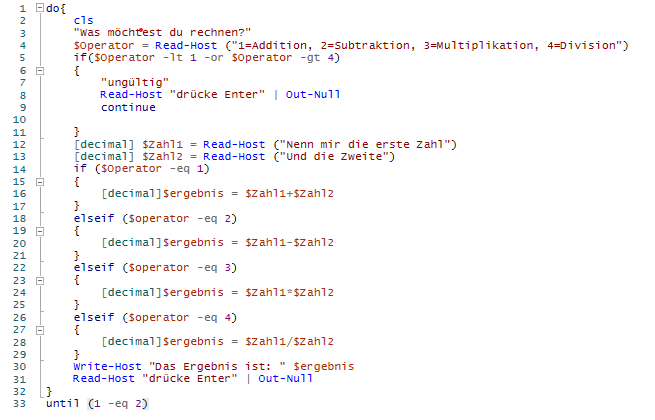 1 do{
2     cls
3     "Was möchtest du rechnen?"
4     $Operator = Read-Host ("1=Addition, 2=Subtraktion, 3=Multiplikation, 4=Division")
5     if($Operator -lt 1 -or $Operator -gt 4)
6     {
7         "ungültig"
8         Read-Host "drücke Enter" | Out-Null
9         continue
10
11     }
12     [decimal] $Zahl1 = Read-Host ("Nenn mir die erste Zahl")
13     [decimal] $Zahl2 = Read-Host ("Und die Zweite")
14     if ($Operator -eq 1)
15     {
16         [decimal]$ergebnis = $Zahl1+$Zahl2
17     }
18     elseif ($operator -eq 2)
19     {
20         [decimal]$ergebnis = $Zahl1-$Zahl2
21     }
22     elseif ($operator -eq 3)
23     {
24         [decimal]$ergebnis = $Zahl1*$Zahl2
25     }
26     elseif ($operator -eq 4)
27     {
28         [decimal]$ergebnis = $Zahl1/$Zahl2
29     }
30     Write-Host "Das Ergebnis ist: " $ergebnis
31     Read-Host "drücke Enter" | Out-Null
32 }
33 until (1 -eq 2)